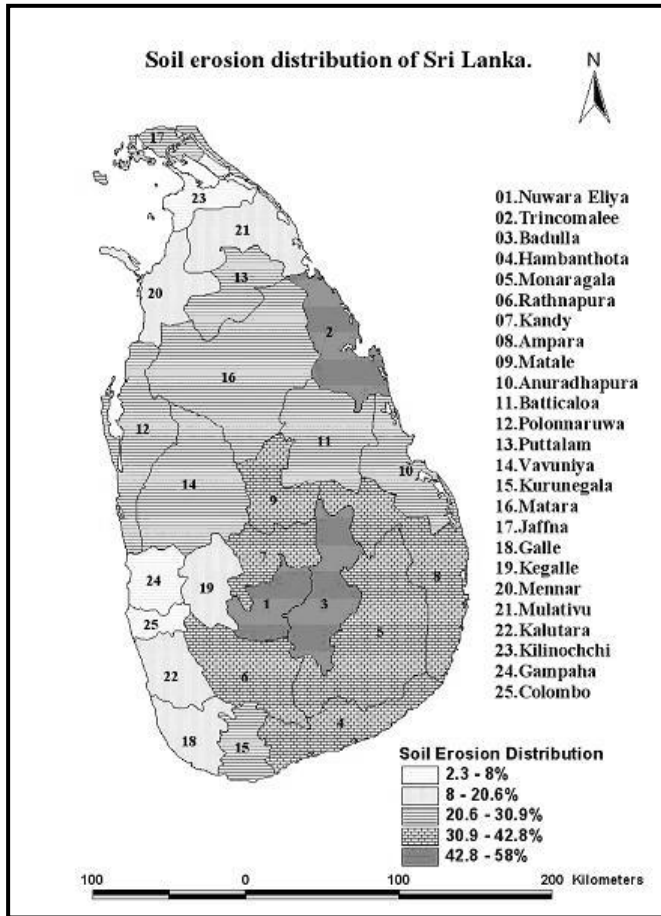 Soil erosion distribution of Sri Lanka.
N
17
23
21
13
20
2
16
12
11
10
14
9
7
8
24
19
1
3
25
5
6
22
4
18
15
01.Nuwara Eliya
02.Trincomalee
03.Badulla
04.Hambanthota
05.Monaragala
06.Rathnapura
07.Kandy
08.Ampara
09.Matale
10.Anuradhapura
11.Batticaloa
12.Polonnaruwa
13.Puttalam
14.Vavuniya
15.Kurunegala
16.Matara
17.Jaffna
18.Galle
19.Kegalle
20.Mennar
21.Mulativu
22.Kalutara
23.Kilinochchi
24.Gampaha
25.Colombo
Soil Erosion Distribution
2.3 - 8%
8 - 20.6%
20.6 - 30.9%
30.9 - 42.8%
42.8 - 58%
100 0 100 200 Kilometers